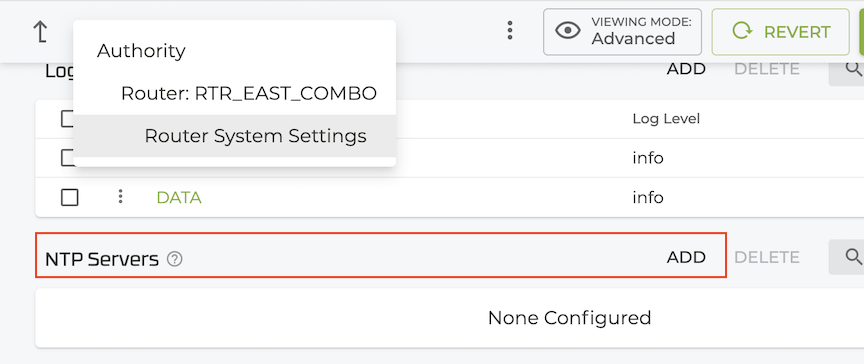 VIEWING MODE:
Advanced
REVERT
Authority
Router: RTR_EAST_COMBO
Router System Settings
ADD
DELETE
Log Level
info
DATA
info
NTP Servers
ADD
DELETE
None Configured